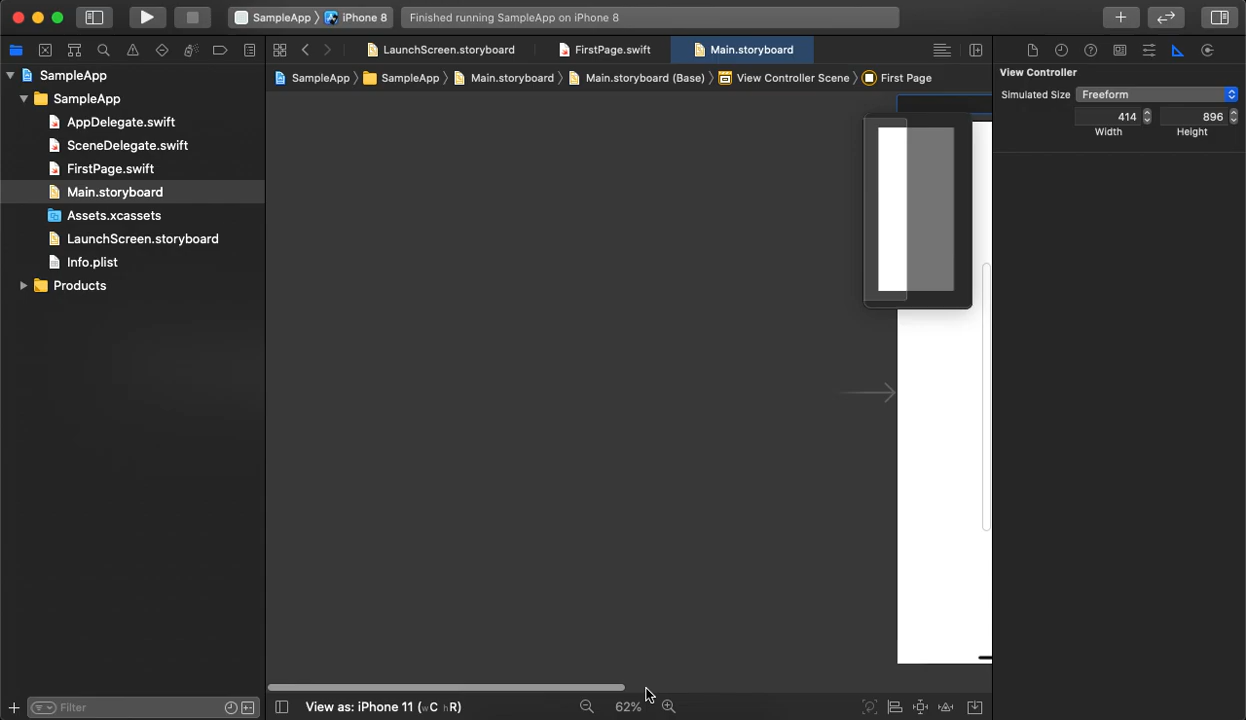 SampleApp 〉 iPhone 8
Finished running SampleApp on iPhone 8
LaunchScreen.storyboard
FirstPage.swift
Main.storyboard
SampleApp 〉 SampleApp 〉 Main.storyboard 〉 Main.storyboard (Base) 〉 View Controller Scene 〉 First Page
SampleApp
SampleApp
AppDelegate.swift
SceneDelegate.swift
FirstPage.swift
Main.storyboard
Assets.xcassets
LaunchScreen.storyboard
Info.plist
Products
View Controller
Simulated Size Freeform
414 896
Width Height
Filter
View as: iPhone 11 (wC hR)
62%